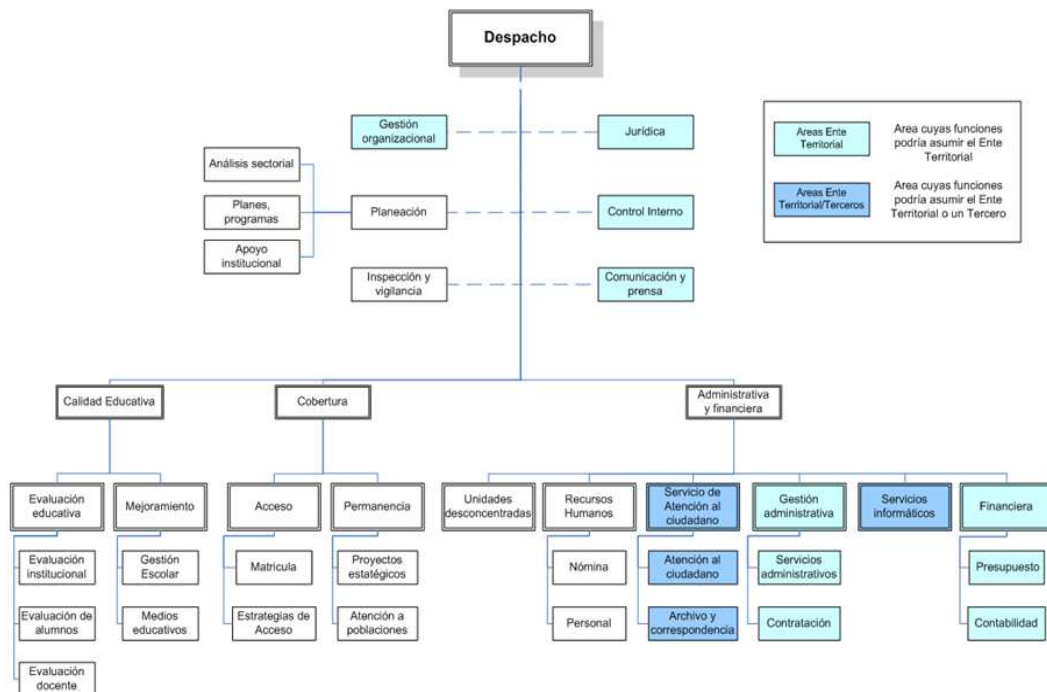 Despacho
Gestión
organizacional
Jurídica
Areas Ente
Territorial
Area cuyas funciones
podría asumir el Ente
Territorial
Análisis sectorial
Planes,
programas
Planeación
Control Interno
Areas Ente
Territorial/Terceros
Area cuyas funciones
podría asumir el Ente
Territorial o un Tercero
Apoyo
institucional
Inspección y
vigilancia
Comunicación y
prensa
Calidad Educativa
Cobertura
Administrativa
y financiera
Evaluación
educativa
Mejoramiento
Acceso
Permanencia
Unidades
desconcentradas
Recursos
Humanos
Servicio de
Atención al
ciudadano
Gestión
administrativa
Servicios
informáticos
Financiera
Evaluación
institucional
Gestión
Escolar
Matricula
Proyectos
estatégicos
Nómina
Atención al
ciudadano
Servicios
administrativos
Presupuesto
Evaluación de
alumnos
Medios
educativos
Estrategias de
Acceso
Atención a
poblaciones
Personal
Archivo y
correspondencia
Contratación
Contabilidad
Evaluación
docente